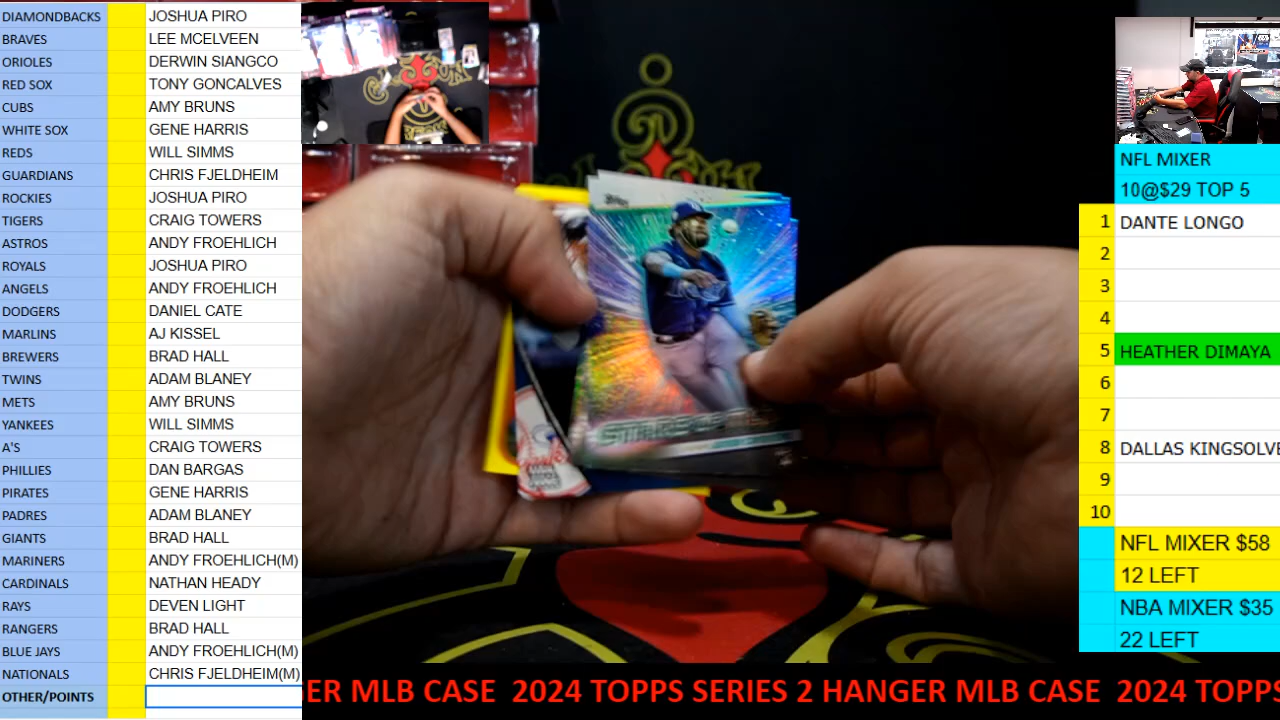 DIAMONDBACKS JOSHUA PIRO
BRAVES LEE MCELVEEN
ORIOLES DERWIN SIANGCO
RED SOX TONY GONCALVES
CUBS AMY BRUNS
WHITE SOX GENE HARRIS
REDS WILL SIMMS
GUARDIANS CHRIS FJELDHEIM
ROCKIES JOSHUA PIRO
TIGERS CRAIG TOWERS
ASTROS ANDY FROEHLICH
ROYALS JOSHUA PIRO
ANGELS ANDY FROEHLICH
DODGERS DANIEL CATE
MARLINS AJ KISSEL
BREWERS BRAD HALL
TWINS ADAM BLANEY
METS AMY BRUNS
YANKEES WILL SIMMS
A'S CRAIG TOWERS
PHILLIES DAN BARGAS
PIRATES GENE HARRIS
PADRES ADAM BLANEY
GIANTS BRAD HALL
MARINERS ANDY FROEHLICH(M)
CARDINALS NATHAN HEADY
RAYS DEVEN LIGHT
RANGERS BRAD HALL
BLUE JAYS ANDY FROEHLICH(M)
NATIONALS CHRIS FJELDHEIM(M)
OTHER/POINTS
NFL MIXER
10@$29 TOP 5
1 DANTE LONGO
2
3
4
5 HEATHER DIMAYA
6
7
8 DALLAS KINGSOLVE
9
10
NFL MIXER $58
12 LEFT
NBA MIXER $35
22 LEFT
GER MLB CASE 2024 TOPPS SERIES 2 HANGER MLB CASE 2024 TOPPS